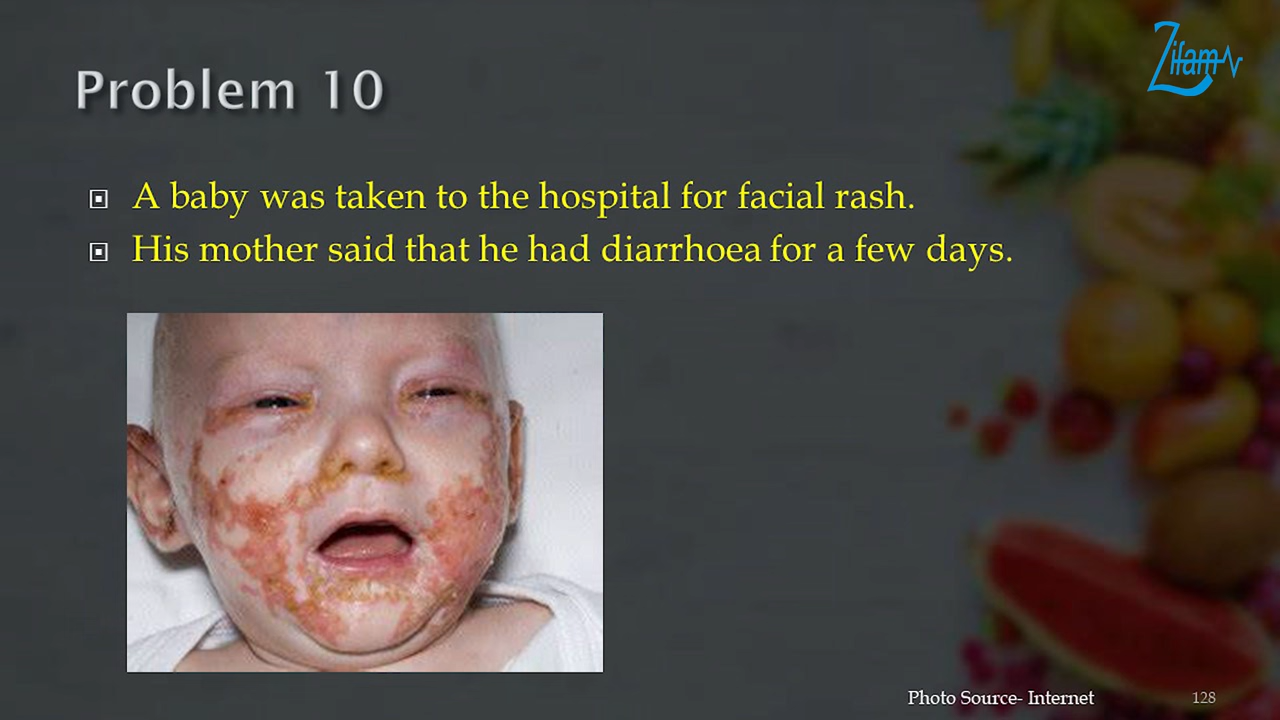 Zifam
Problem 10
A baby was taken to the hospital for facial rash.
His mother said that he had diarrhoea for a few days.
Photo Source- Internet
128